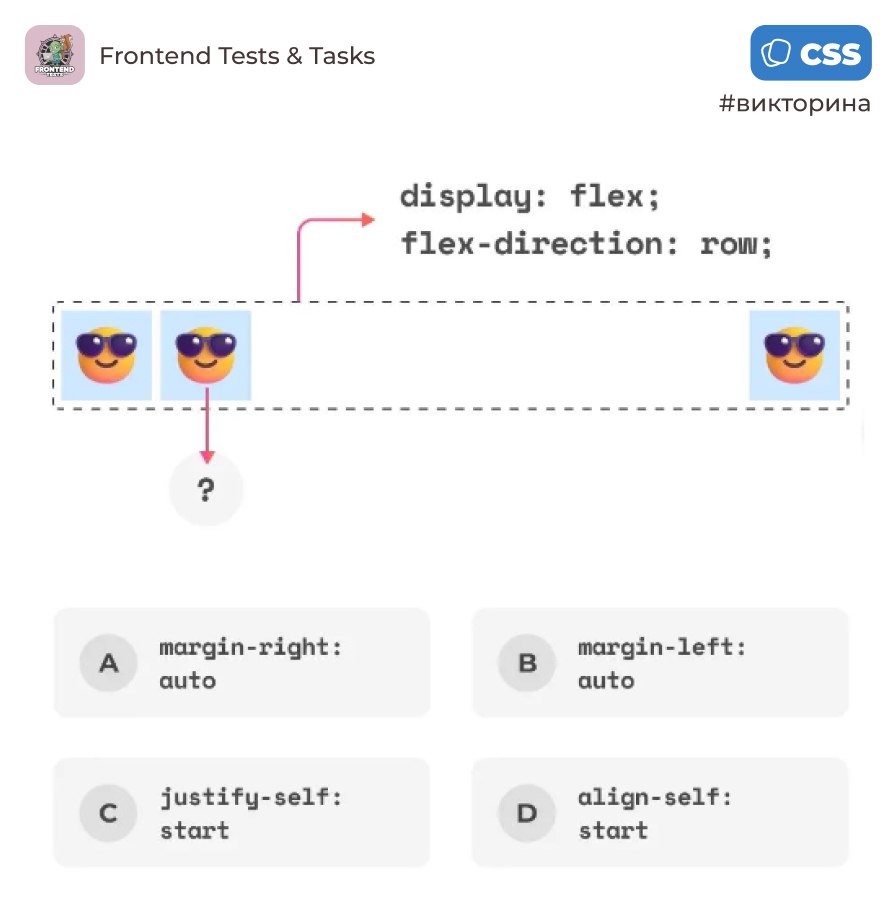 FRONTEND
TESTS
Frontend Tests & Tasks
CSS
#викторина
display: flex;
flex-direction: row;
?
A
margin-right:
auto
B
margin-left:
auto
C
justify-self:
start
D
align-self:
start